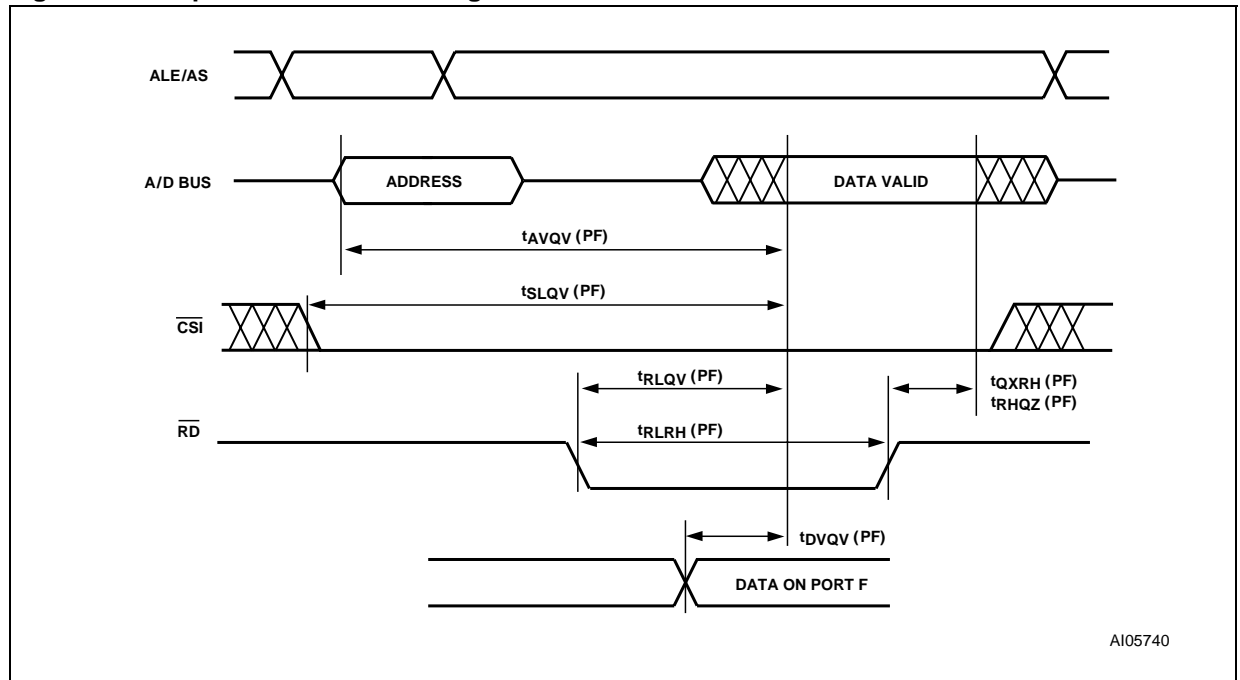 ALE/AS
A/D BUS
ADDRESS
DATA VALID
tAVQV (PF)
tSLQV (PF)
CSI
tRLQV (PF)
tQXRH (PF)
tRHQZ (PF)
RD
tRLRH (PF)
tDVQV (PF)
DATA ON PORT F
AI05740